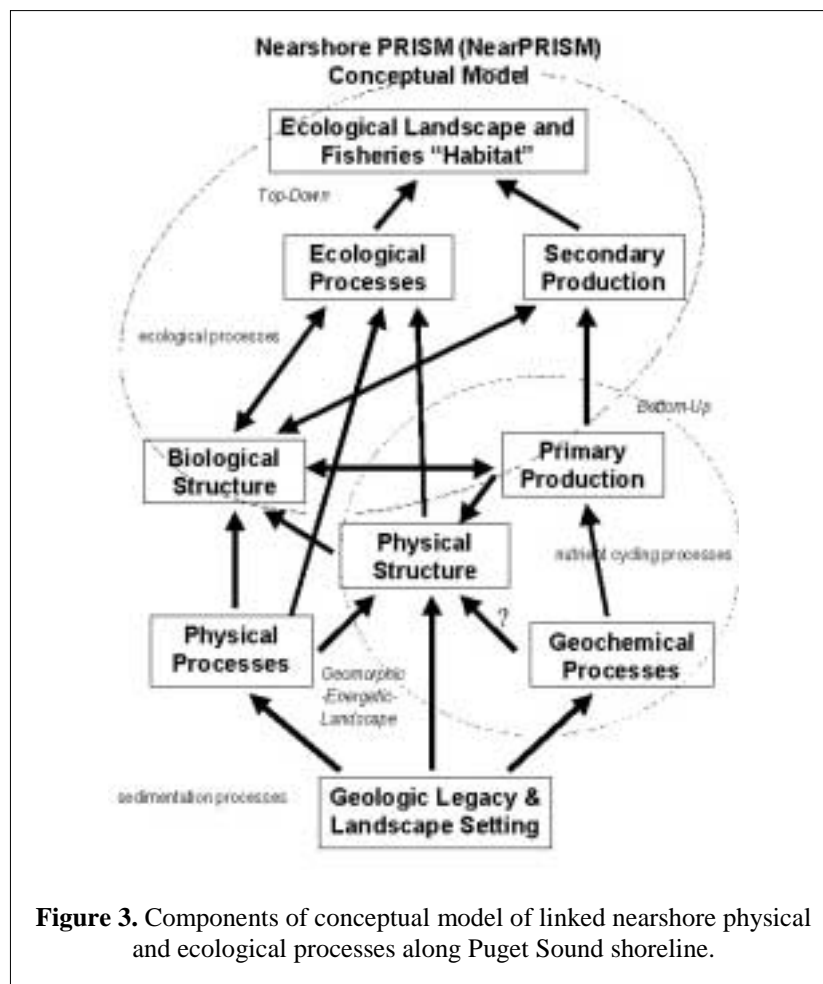 Nearshore PRISM (NearPRISM)
Conceptual Model
Ecological Landscape and
Fisheries "Habitat"
Top-Down
Ecological
Processes
Secondary
Production
ecological processes
Bottom-Up
Biological
Structure
Primary
Production
Physical
Structure
nutrient cycling processes
?
Physical
Processes
Geochemical
Processes
Geomorphic
-Energetic-
Landscape
sedimentation processes
Geologic Legacy &
Landscape Setting
Figure 3. Components of conceptual model of linked nearshore physical
and ecological processes along Puget Sound shoreline.